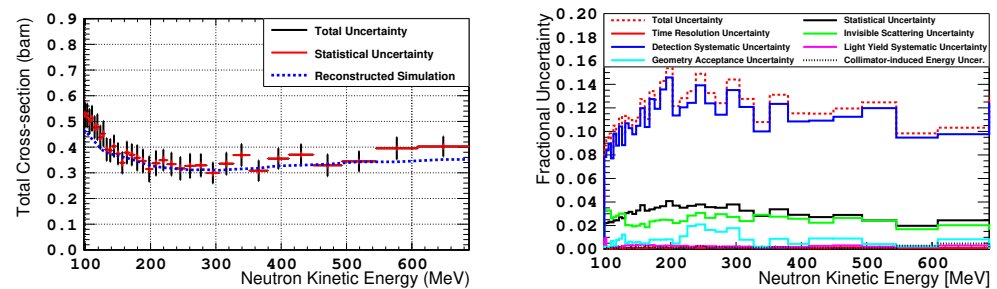 0.9
0.8
0.7
0.6
0.5
0.4
0.3
0.2
0.1
0.0
Total Cross-section (barn)
Total Uncertainty
Statistical Uncertainty
Reconstructed Simulation
100 200 300 400 500 600
Neutron Kinetic Energy (MeV)
0.20
0.18
0.16
0.14
0.12
0.10
0.08
0.06
0.04
0.02
0.00
Fractional Uncertainty
Total Uncertainty
Time Resolution Uncertainty
Detection Systematic Uncertainty
Geometry Acceptance Uncertainty
Statistical Uncertainty
Invisible Scattering Uncertainty
Light Yield Systematic Uncertainty
Collimator-induced Energy Uncer.
100 200 300 400 500 600
Neutron Kinetic Energy [MeV]